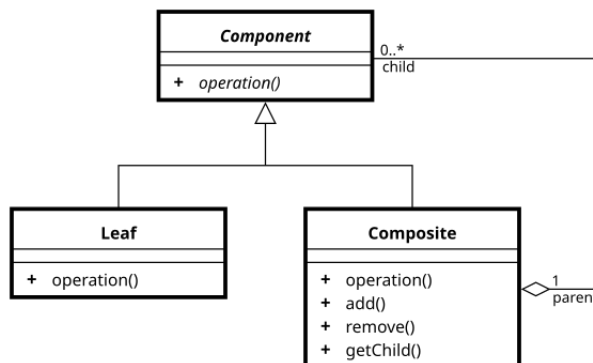 Component
+ operation()
0..*
child
Leaf
+ operation()
Composite
+ operation()
+ add()
+ remove()
+ getChild()
1
paren